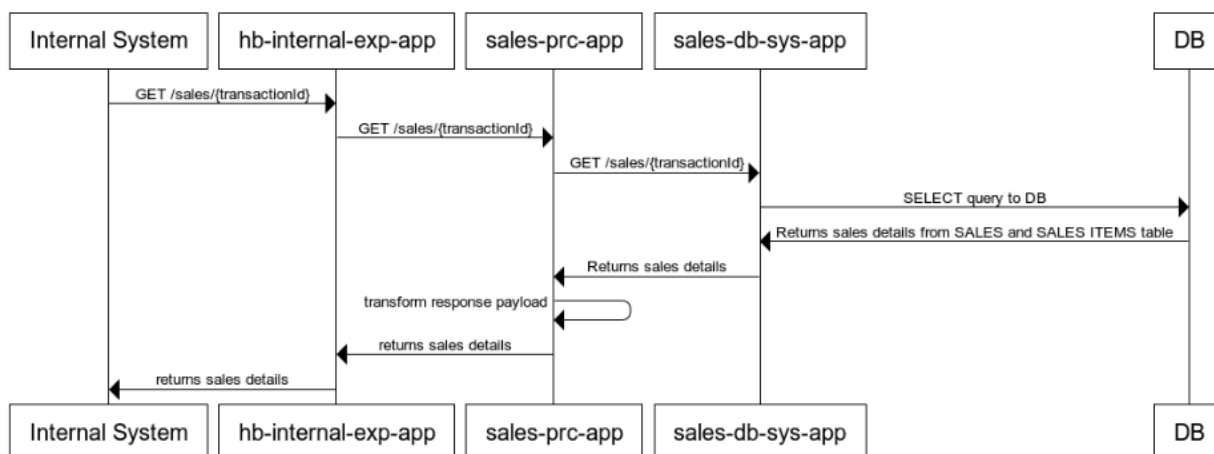 Internal System hb-internal-exp-app sales-prc-app sales-db-sys-app DB
GET /sales/{transactionId}
GET /sales/{transactionId}
GET /sales/{transactionId}
SELECT query to DB
Returns sales details from SALES and SALES ITEMS table
Returns sales details
transform response payload
returns sales details
returns sales details
Internal System hb-internal-exp-app sales-prc-app sales-db-sys-app DB